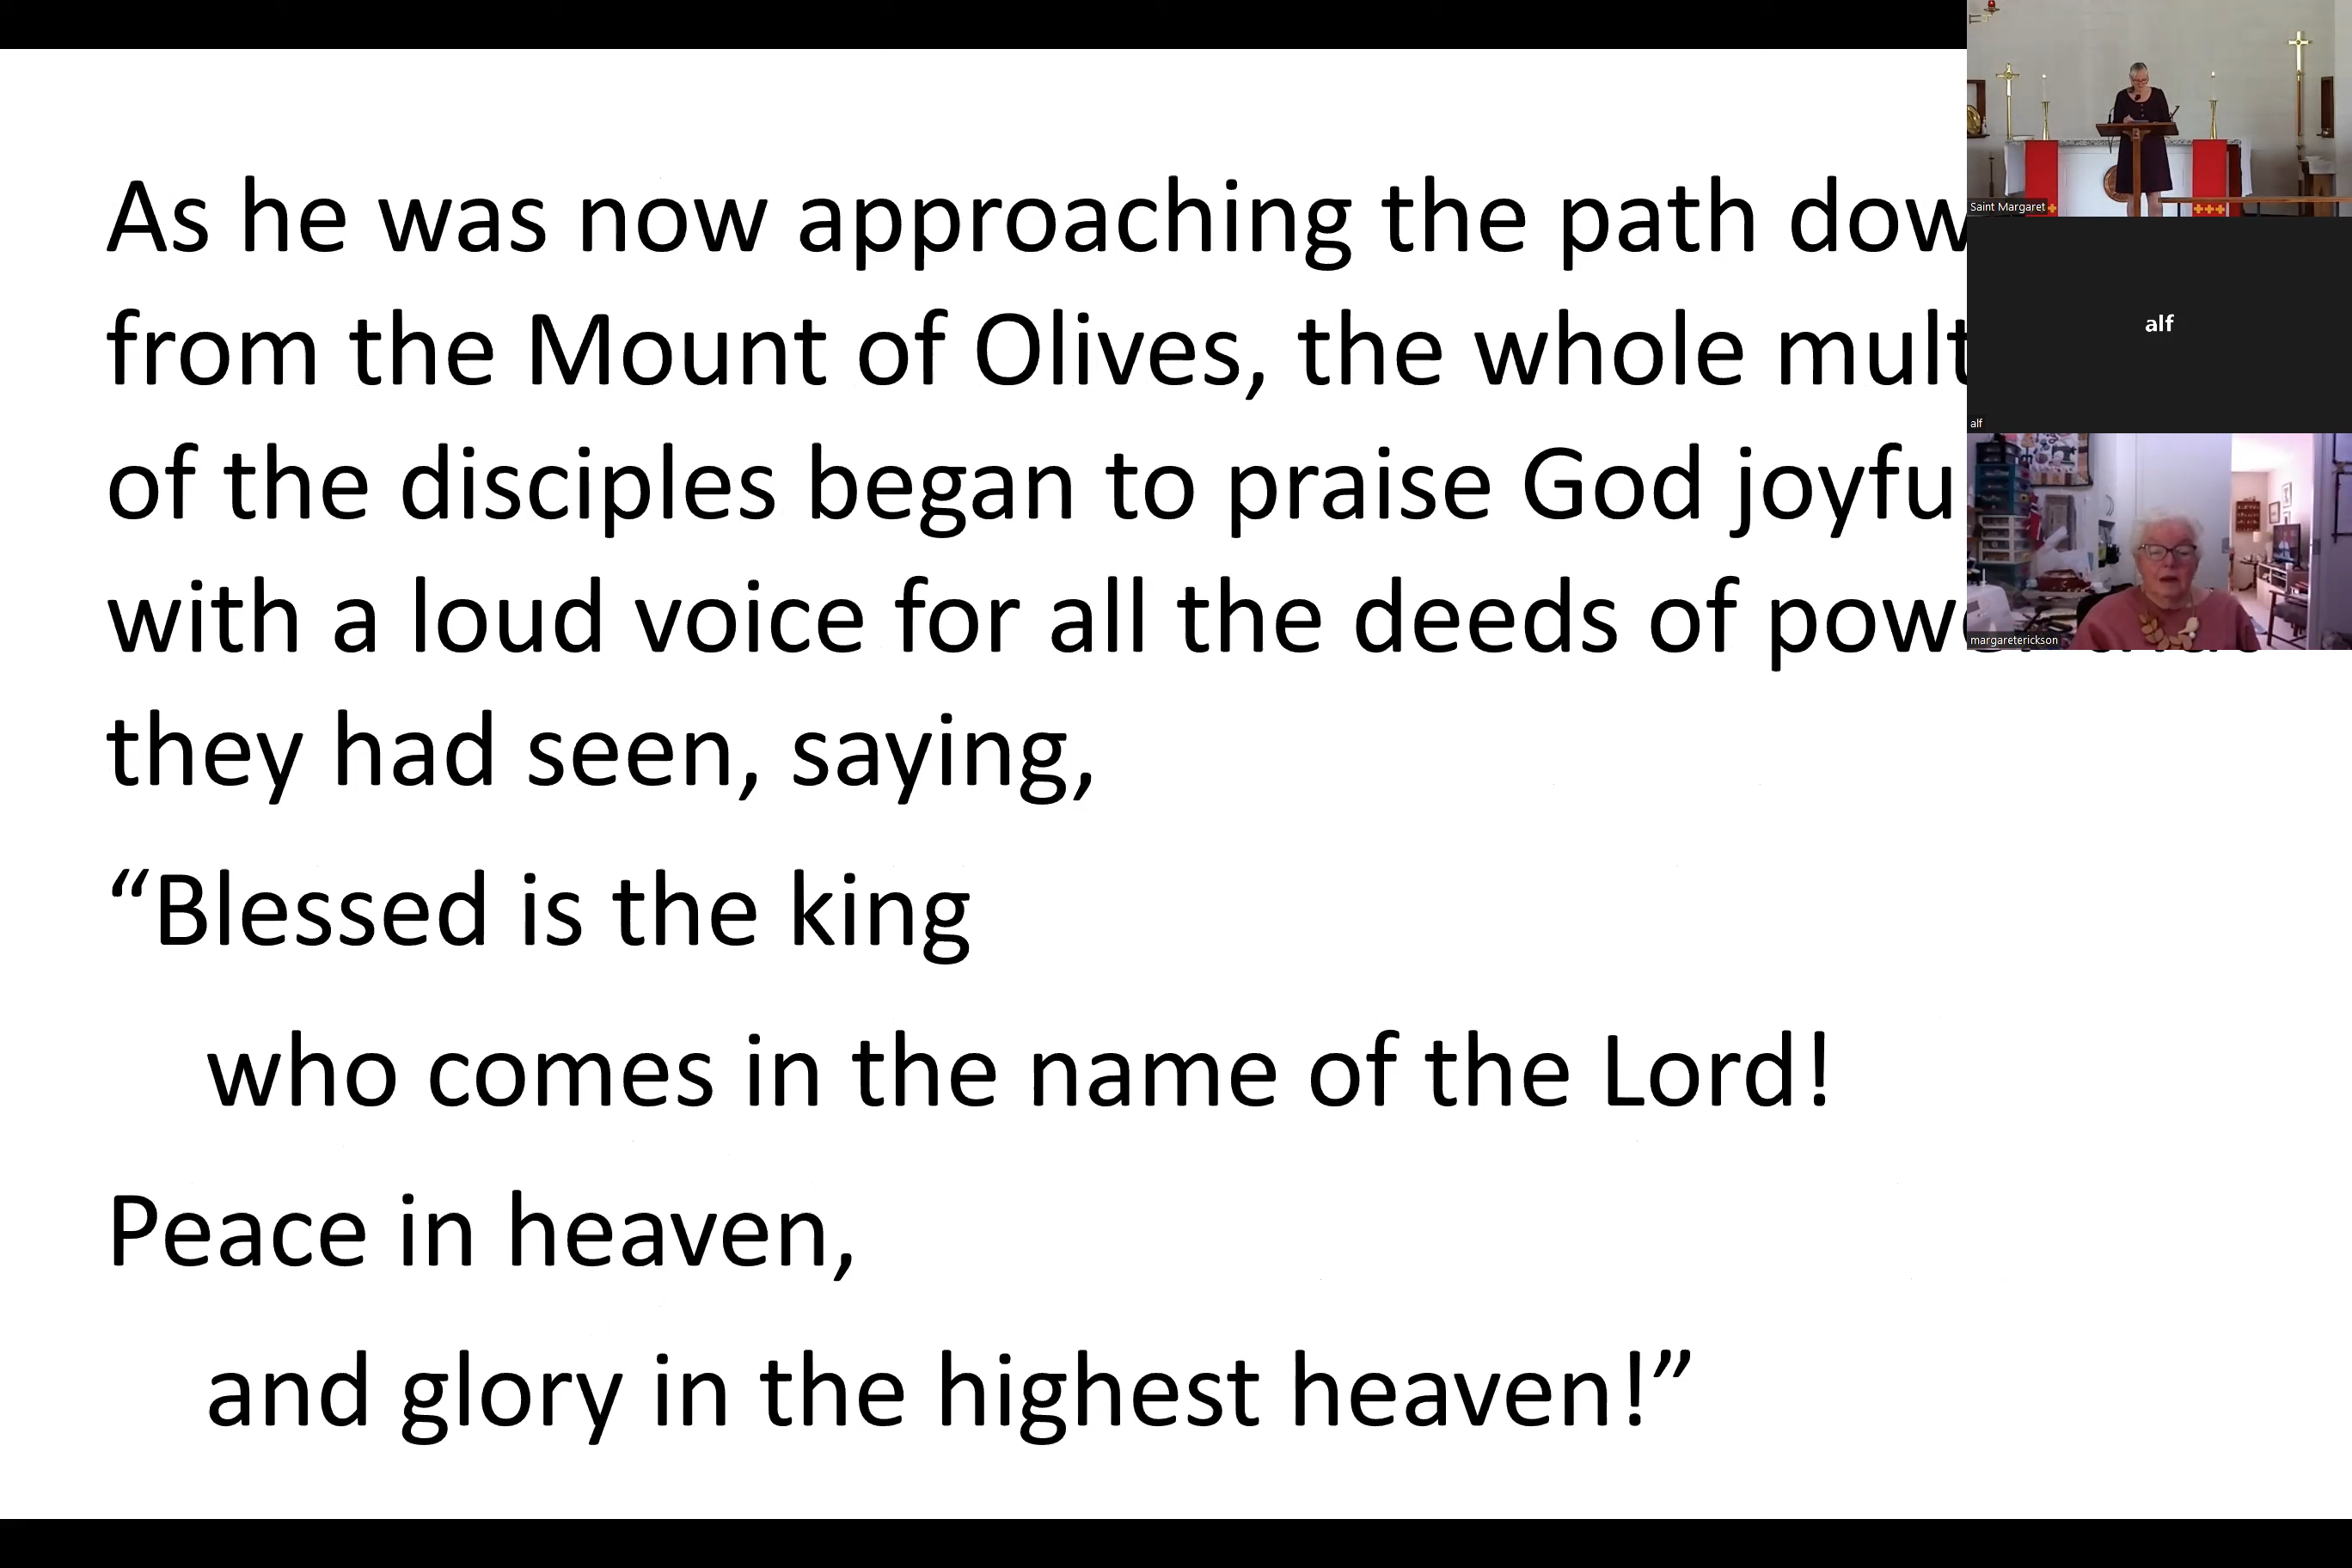 As he was now approaching the path dow
from the Mount of Olives, the whole mult
of the disciples began to praise God joyfu
with a loud voice for all the deeds of pow
they had seen, saying,
“Blessed is the king
who comes in the name of the Lord!
Peace in heaven,
and glory in the highest heaven!”
Saint Margaret
alf
alf
margareterickson